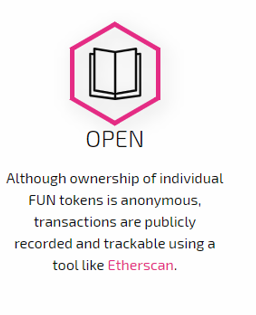 OPEN
Although ownership of individual
FUN tokens is anonymous,
transactions are publicly
recorded and trackable using a
tool like Etherscan.